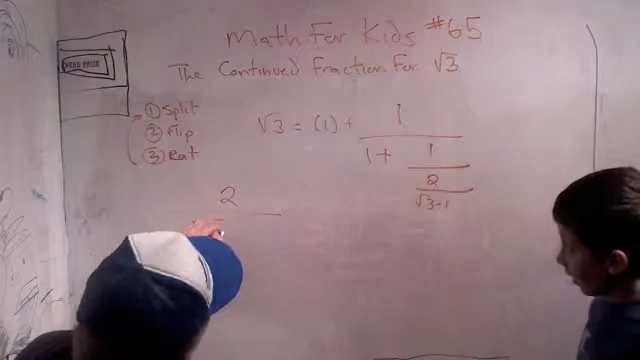 Math For Kids #65
The Continued Fraction For √3
NERD PRIDE
① Split
② Flip
③ Rat
√3 = (1) + 1
1 + 1
2
√3-1
2